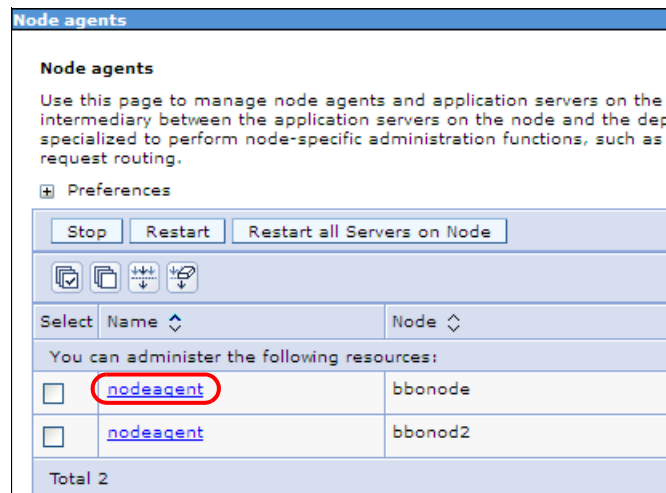 Node agents
Node agents
Use this page to manage node agents and application servers on the
intermediary between the application servers on the node and the
specialized to perform node-specific administration functions, such as
request routing.
Preferences
Stop Restart Restart all Servers on Node
Select Name Node
You can administer the following resources:
nodeagent bbonode
nodeagent bbonod2
Total 2